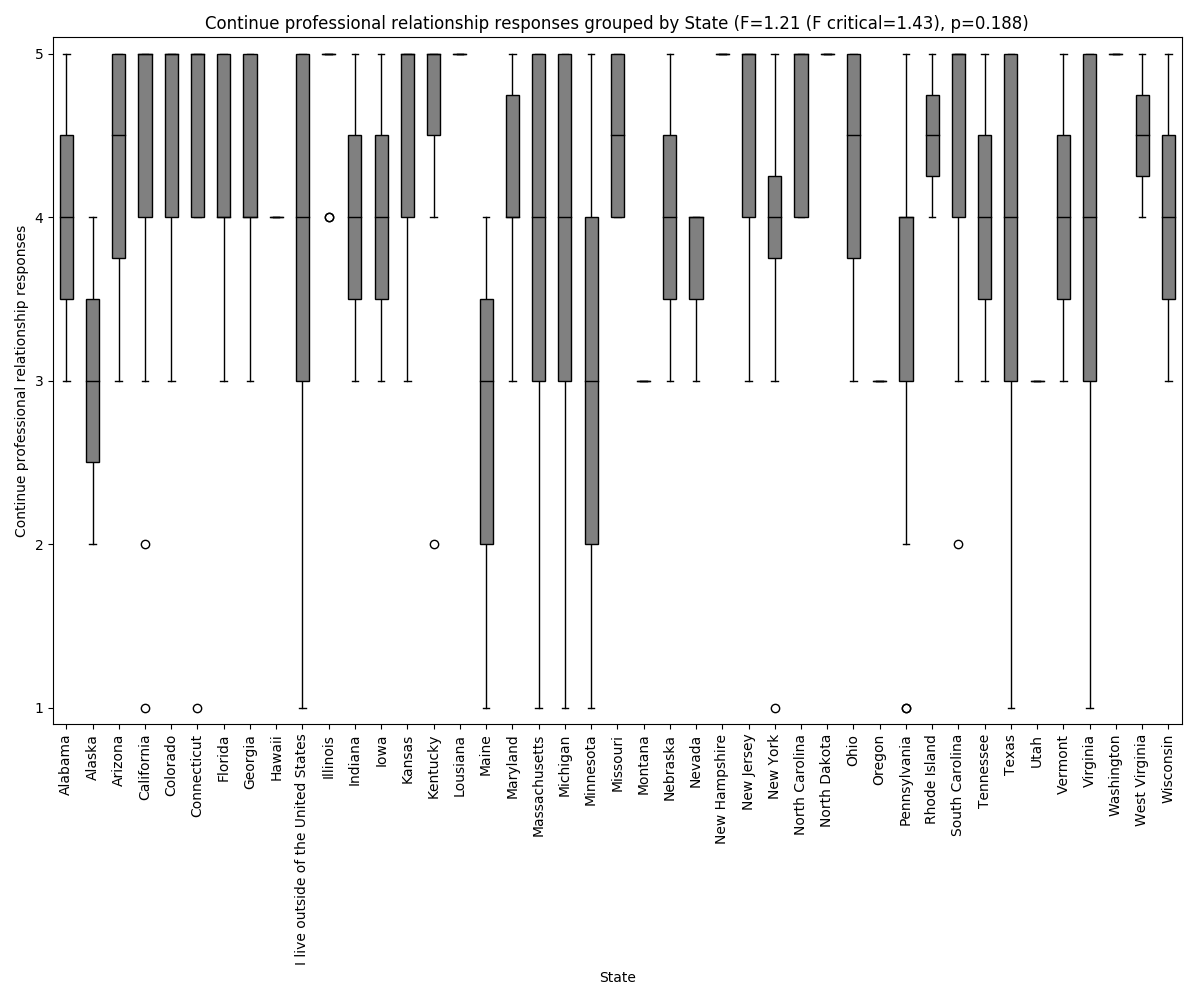 Continue professional relationship responses grouped by State (F=1.21 (F critical=1.43), p=0.188)
Continue professional relationship responses
5
4
3
2
1
Alabama
Alaska
Arizona
California
Colorado
Connecticut
Florida
Georgia
Hawaii
I live outside of the United States
Illinois
Indiana
Iowa
Kansas
Kentucky
Lousiana
Maine
Maryland
Massachusetts
Michigan
Minnesota
Missouri
Montana
Nebraska
Nevada
New Hampshire
New Jersey
New York
North Carolina
North Dakota
Ohio
Oregon
Pennsylvania
Rhode Island
South Carolina
Tennessee
Texas
Utah
Vermont
Virginia
Washington
West Virginia
Wisconsin
State